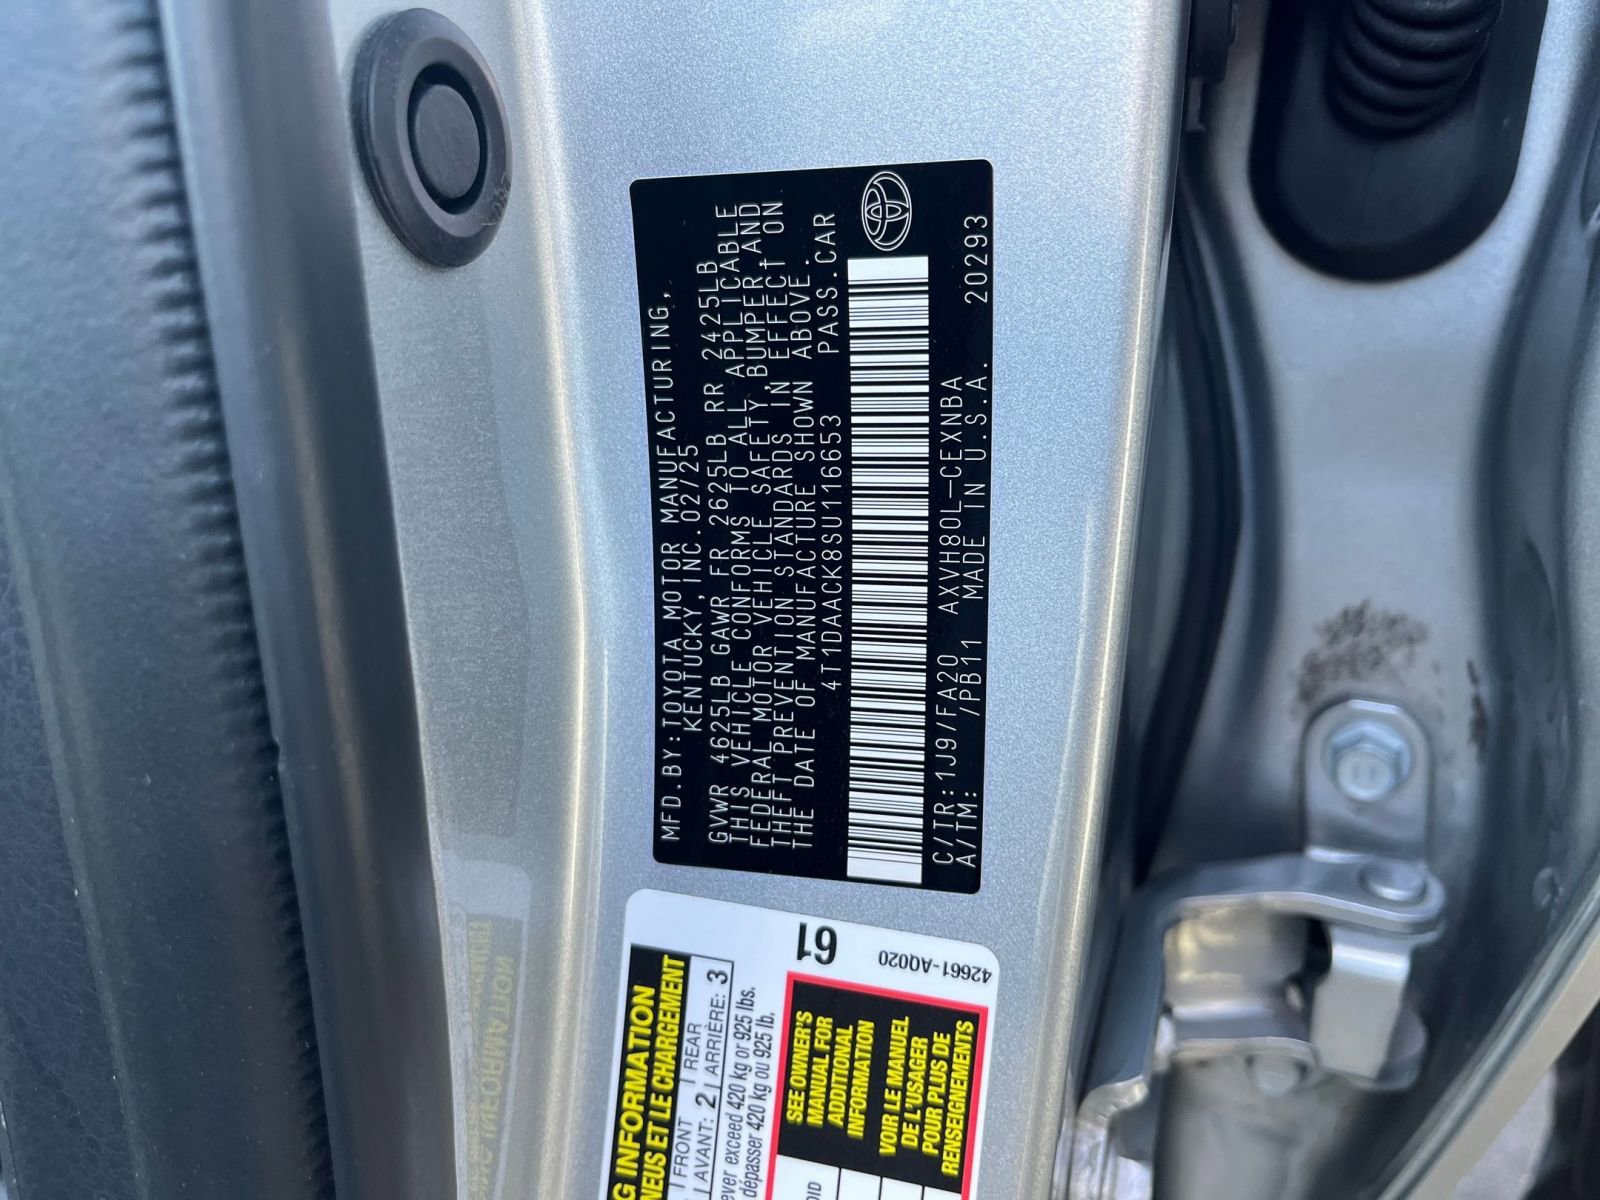 MFD.BY:TOYOTA MOTOR MANUFACTURING,
KENTUCKY,INC.02/25
GVWR 4625LB GAWR FR 2625LB RR 2425LB
THIS VEHICLE CONFORMS TO ALL APPLICABLE
FEDERAL MOTOR VEHICLE SAFETY,BUMPER,AND
THEFT PREVENTION STANDARDS IN EFFECT ON
THE DATE OF MANUFACTURE SHOWN ABOVE.
4T1DAACK8SU116653 PASS.CAR
C/TR:1J9/FA20 AXVH80L-CEXNBA
A/TM: /PB11 MADE IN U.S.A. 20293
61
42661-AQ020
G INFORMATION
NEUS ET LE CHARGEMENT
FRONT REAR
AVANT: 2 ARRIÈRE: 3
ever exceed 420 kg or 925 lbs.
dépasser 420 kg ou 925 lb.
SEE OWNER'S
MANUAL FOR
ADDITIONAL
INFORMATION
VOIR LE MANUEL
DE L'USAGER
POUR PLUS DE
RENSEIGNEMENTS